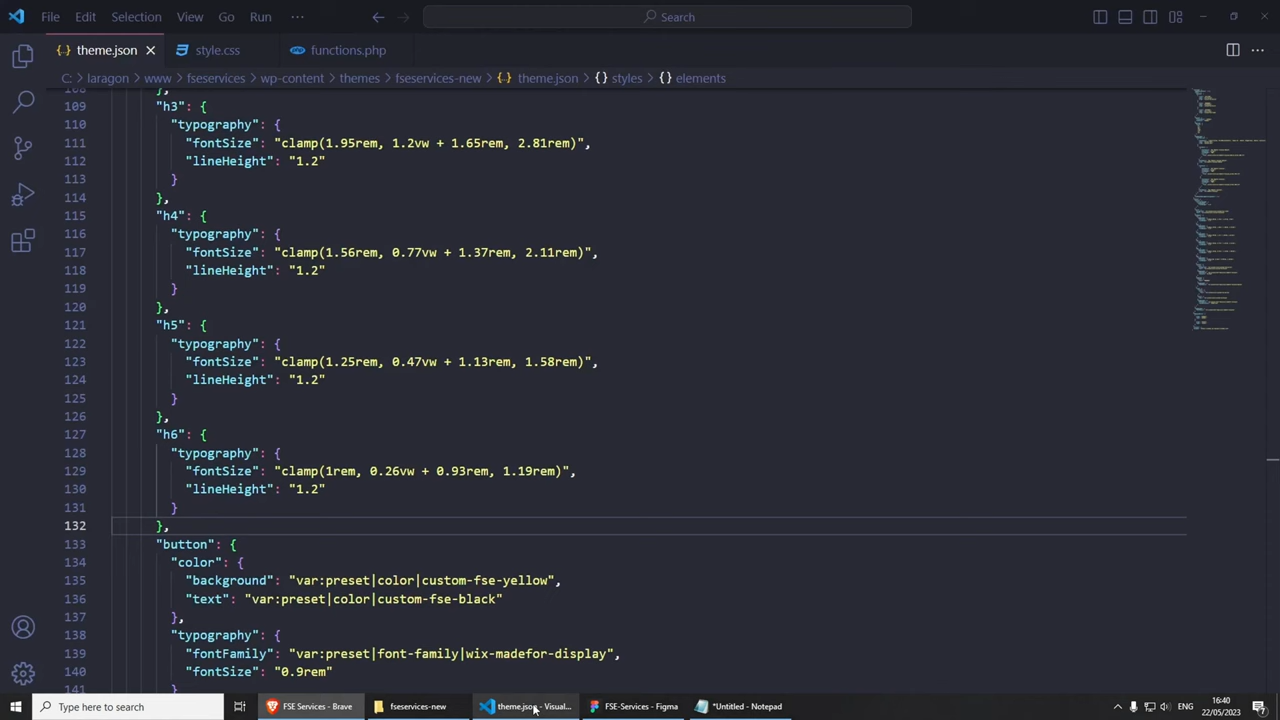 File Edit Selection View Go Run ··· Search
theme.json style.css functions.php
C: > laragon > www > fseservices > wp-content > themes > fseservices-new > {} theme.json > {} styles > {} elements
109 "h3": {
110 "typography": {
111 "fontSize": "clamp(1.95rem, 1.2vw + 1.65rem, 2.81rem)",
112 "lineHeight": "1.2"
113 }
114 },
115 "h4": {
116 "typography": {
117 "fontSize": "clamp(1.56rem, 0.77vw + 1.37rem, 2.11rem)",
118 "lineHeight": "1.2"
119 }
120 },
121 "h5": {
122 "typography": {
123 "fontSize": "clamp(1.25rem, 0.47vw + 1.13rem, 1.58rem)",
124 "lineHeight": "1.2"
125 }
126 },
127 "h6": {
128 "typography": {
129 "fontSize": "clamp(1rem, 0.26vw + 0.93rem, 1.19rem)",
130 "lineHeight": "1.2"
131 }
132 },
133 "button": {
134 "color": {
135 "background": "var:preset|color|custom-fse-yellow",
136 "text": "var:preset|color|custom-fse-black"
137 },
138 "typography": {
139 "fontFamily": "var:preset|font-family|wix-madefor-display",
140 "fontSize": "0.9rem"
141 }
Type here to search FSE Services - Brave fseservices-new theme.json - Visual... FSE-Services - Figma *Untitled - Notepad ENG 16:40
22/05/2023